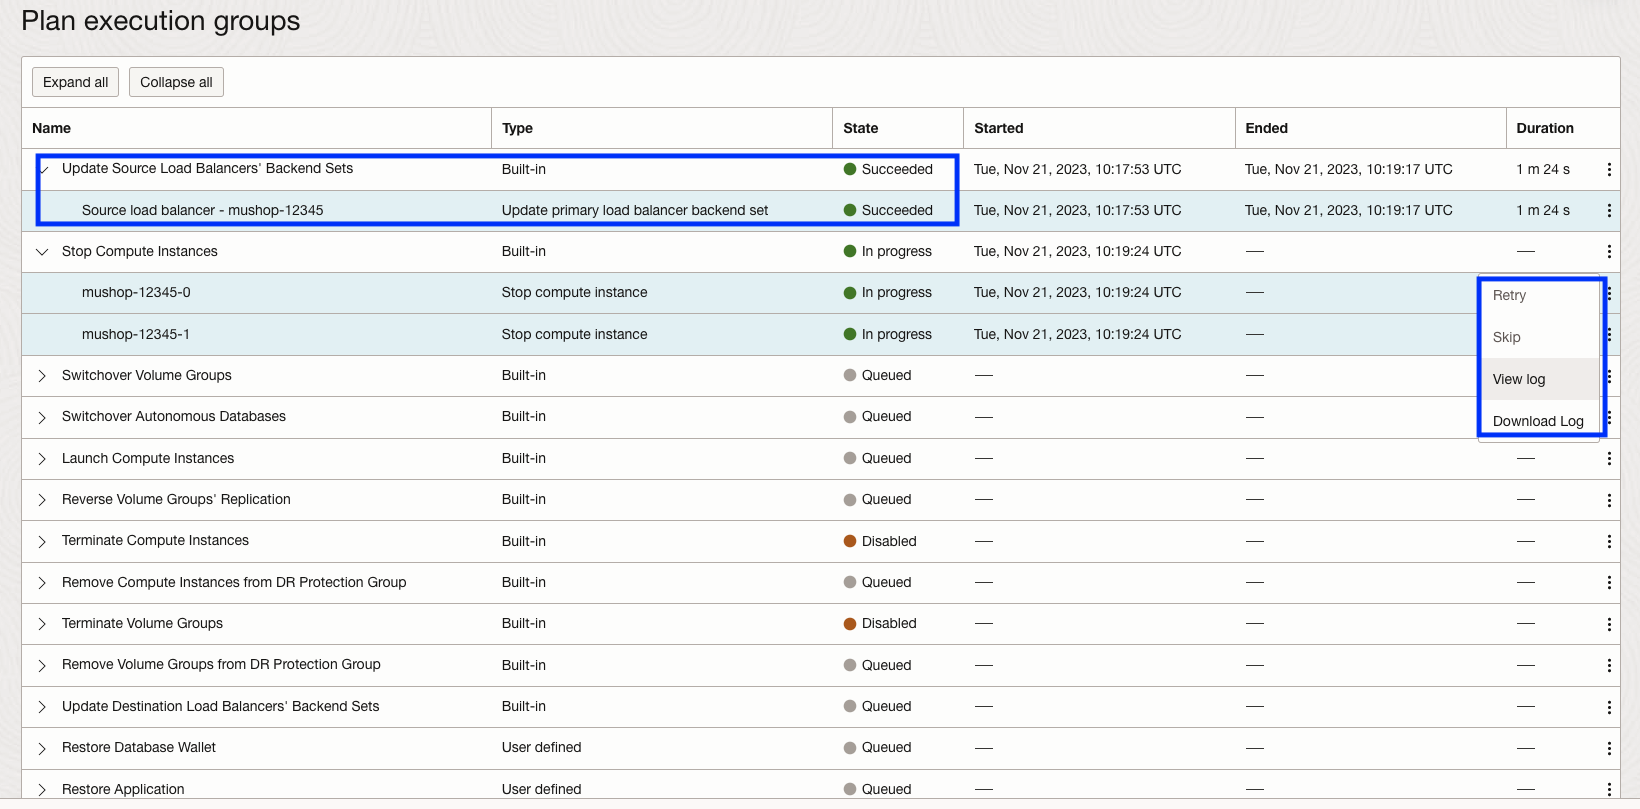 Plan execution groups
Expand all Collapse all
Name Type State Started Ended Duration
Update Source Load Balancers' Backend Sets Built-in Succeeded Tue, Nov 21, 2023, 10:17:53 UTC Tue, Nov 21, 2023, 10:19:17 UTC 1 m 24 s
Source load balancer - mushop-12345 Update primary load balancer backend set Succeeded Tue, Nov 21, 2023, 10:17:53 UTC Tue, Nov 21, 2023, 10:19:17 UTC 1 m 24 s
Stop Compute Instances Built-in In progress Tue, Nov 21, 2023, 10:19:24 UTC — —
mushop-12345-0 Stop compute instance In progress Tue, Nov 21, 2023, 10:19:24 UTC — Retry
mushop-12345-1 Stop compute instance In progress Tue, Nov 21, 2023, 10:19:24 UTC — Skip
Switchover Volume Groups Built-in Queued — — View log
Switchover Autonomous Databases Built-in Queued — — Download Log
Launch Compute Instances Built-in Queued — — —
Reverse Volume Groups' Replication Built-in Queued — — —
Terminate Compute Instances Built-in Disabled — — —
Remove Compute Instances from DR Protection Group Built-in Queued — — —
Terminate Volume Groups Built-in Disabled — — —
Remove Volume Groups from DR Protection Group Built-in Queued — — —
Update Destination Load Balancers' Backend Sets Built-in Queued — — —
Restore Database Wallet User defined Queued — — —
Restore Application User defined Queued — — —